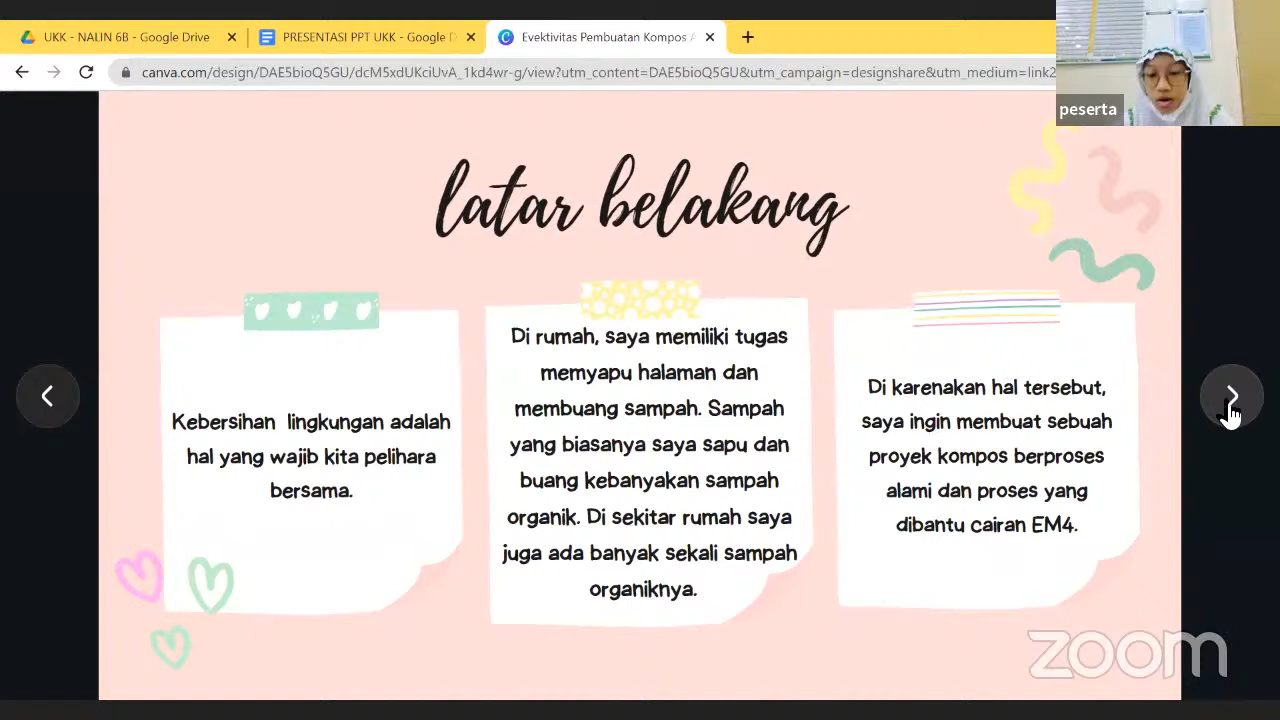 UKK - NALIN 6B - Google Drive
PRESENTASI PPT UKK - Google D
Evaktivitas Pembuatan Kompos A
canva.com/design/DAE5bioQ5GU/dcM5xdUKciUvA_1kd4wr-g/view?utm_content=DAE5bioQ5GU&utm_campaign=designshare&utm_medium=link2
peserta
latar belakang
Kebersihan lingkungan adalah
hal yang wajib kita pelihara
bersama.
Di rumah, saya memiliki tugas
memyapu halaman dan
membuang sampah. Sampah
yang biasanya saya sapu dan
buang kebanyakan sampah
organik. Di sekitar rumah saya
juga ada banyak sekali sampah
organiknya.
Di karenakan hal tersebut,
saya ingin membuat sebuah
proyek kompos berproses
alami dan proses yang
dibantu cairan EM4.
zoom